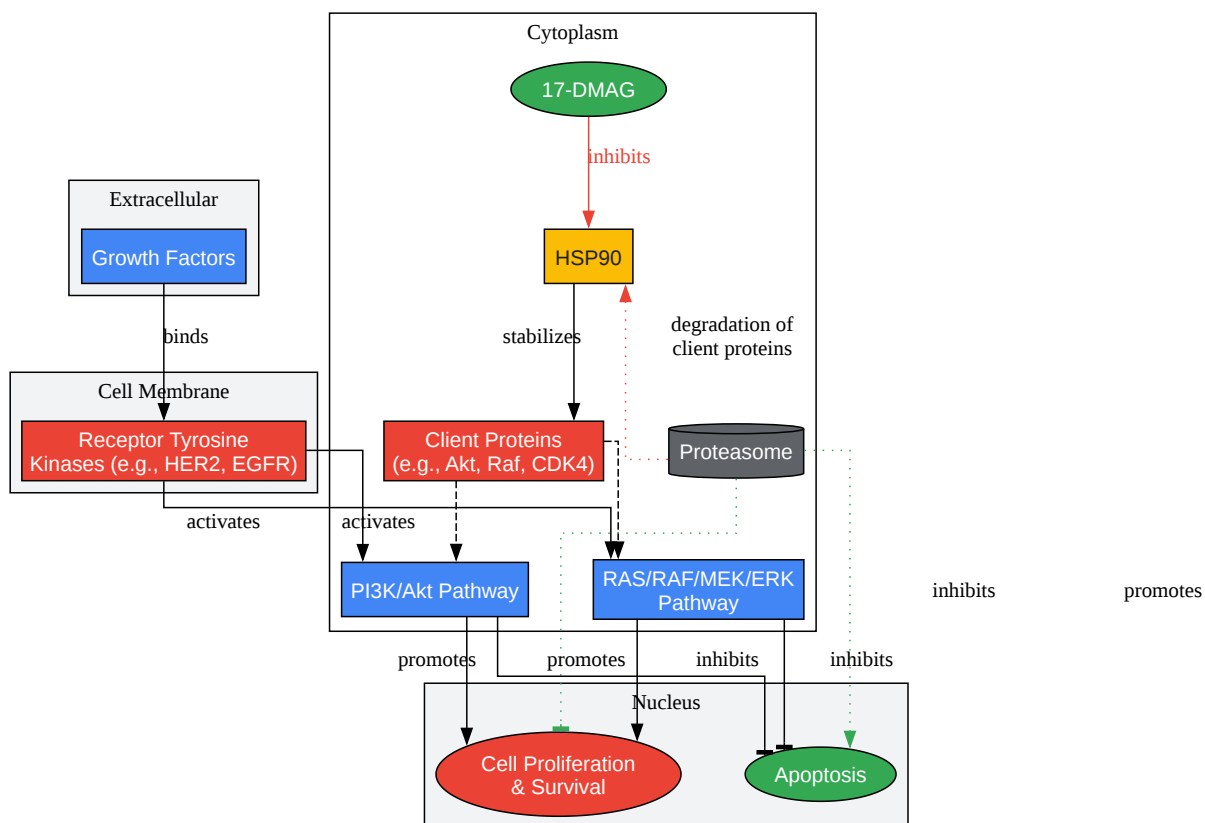 Cytoplasm
17-DMAG
inhibits
Extracellular
Growth Factors
HSP90
binds
stabilizes
degradation of
client proteins
Cell Membrane
Receptor Tyrosine
Kinases (e.g., HER2, EGFR)
Client Proteins
(e.g., Akt, Raf, CDK4)
Proteasome
activates
activates
PI3K/Akt Pathway
RAS/RAF/MEK/ERK
Pathway
inhibits
promotes
promotes
promotes
inhibits
inhibits
Nucleus
Cell Proliferation
& Survival
Apoptosis